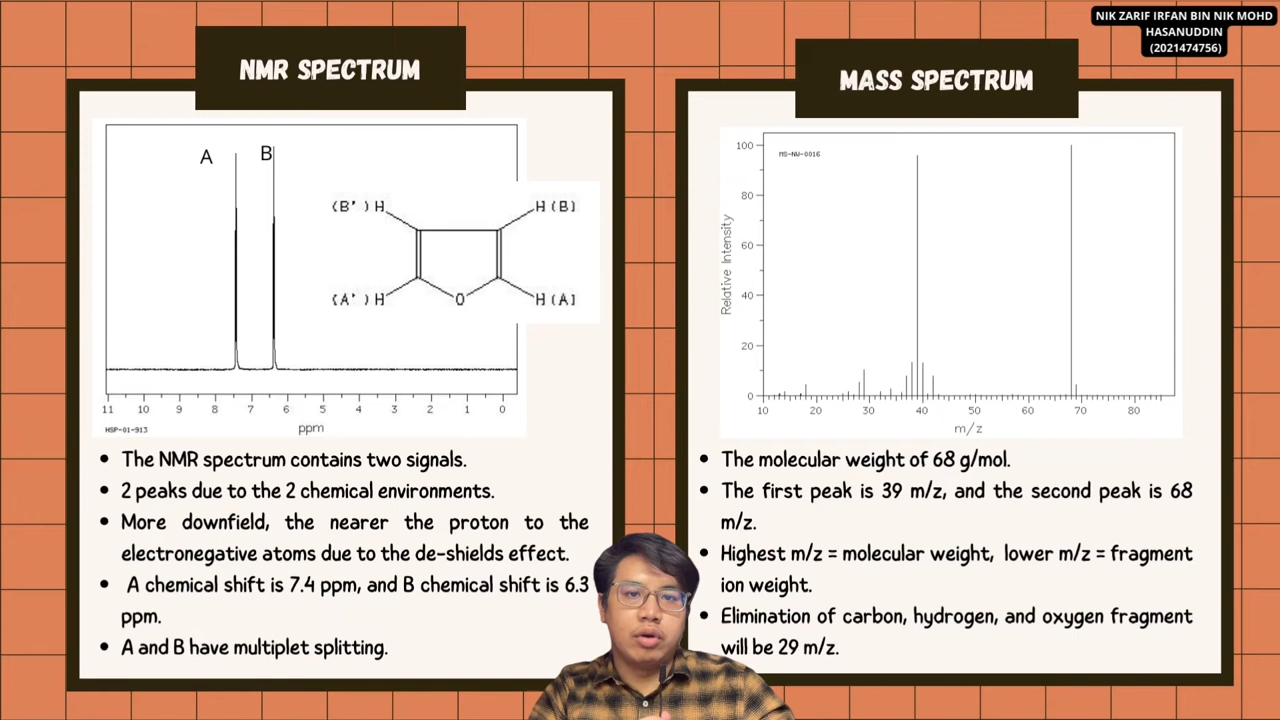 NIK ZARIF IRFAN BIN NIK MOHD
HASANUDDIN
(2021474756)
NMR SPECTRUM
A
B
(B')H
H(B)
(A')H
O
H(A)
11 10 9 8 7 6 5 4 3 2 1 0
HSP-01-913
ppm
The NMR spectrum contains two signals.
2 peaks due to the 2 chemical environments.
More downfield, the nearer the proton to the
electronegative atoms due to the de-shields effect.
A chemical shift is 7.4 ppm, and B chemical shift is 6.3
ppm.
A and B have multiplet splitting.
MASS SPECTRUM
MS-NW-0016
Relative Intensity
100
80
60
40
20
0
10 20 30 40 50 60 70 80
m/z
The molecular weight of 68 g/mol.
The first peak is 39 m/z, and the second peak is 68
m/z.
Highest m/z = molecular weight, lower m/z = fragment
ion weight.
Elimination of carbon, hydrogen, and oxygen fragment
will be 29 m/z.